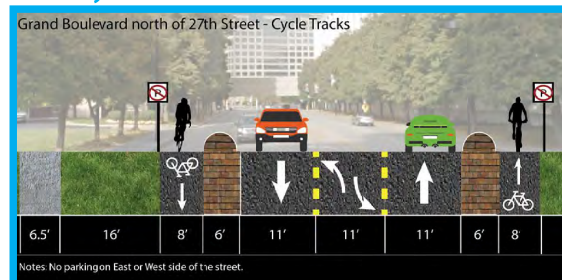 Grand Boulevard north of 27th Street - Cycle Tracks
P
P
6.5' 16' 8' 6' 11' 11' 11' 6' 8'
Notes: No parking on East or West side of the street.